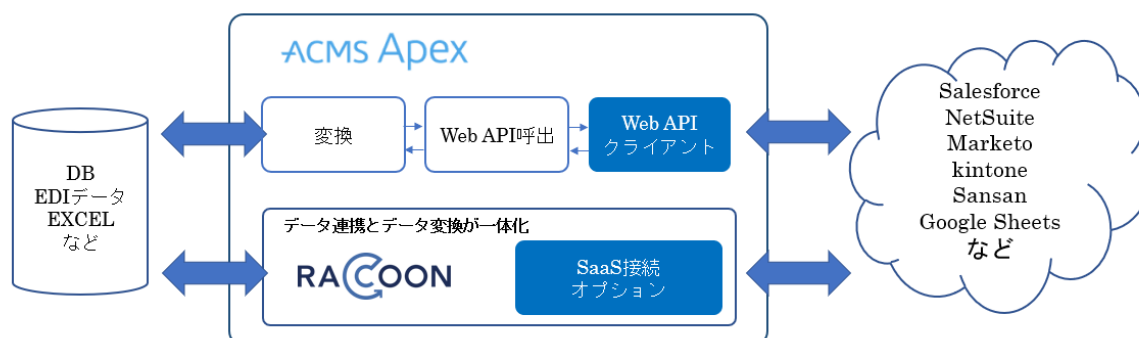 ACMS Apex
DB
EDIデータ
EXCEL
など
変換
Web API呼出
Web API
クライアント
データ連携とデータ変換が一体化
RACCOON
SaaS接続
オプション
Salesforce
NetSuite
Marketo
kintone
Sansan
Google Sheets
など